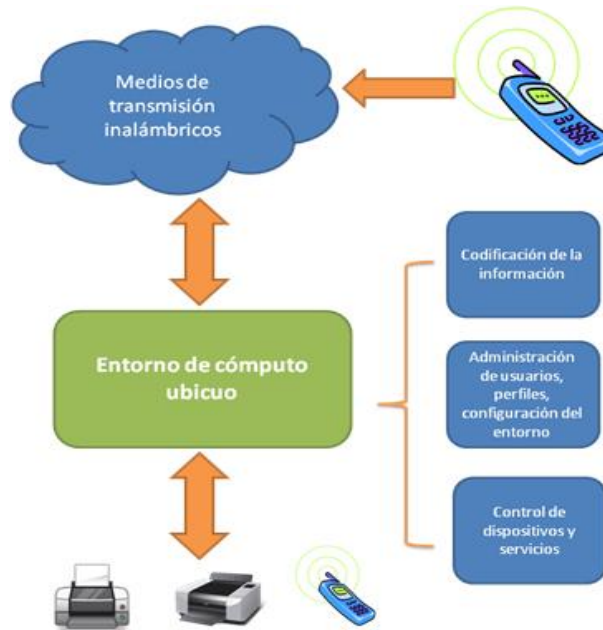 Medios de
transmisión
inalámbricos
Codificación de la
información
Entorno de cómputo
ubicuo
Administración
de usuarios,
perfiles,
configuración del
entorno
Control de
dispositivos y
servicios